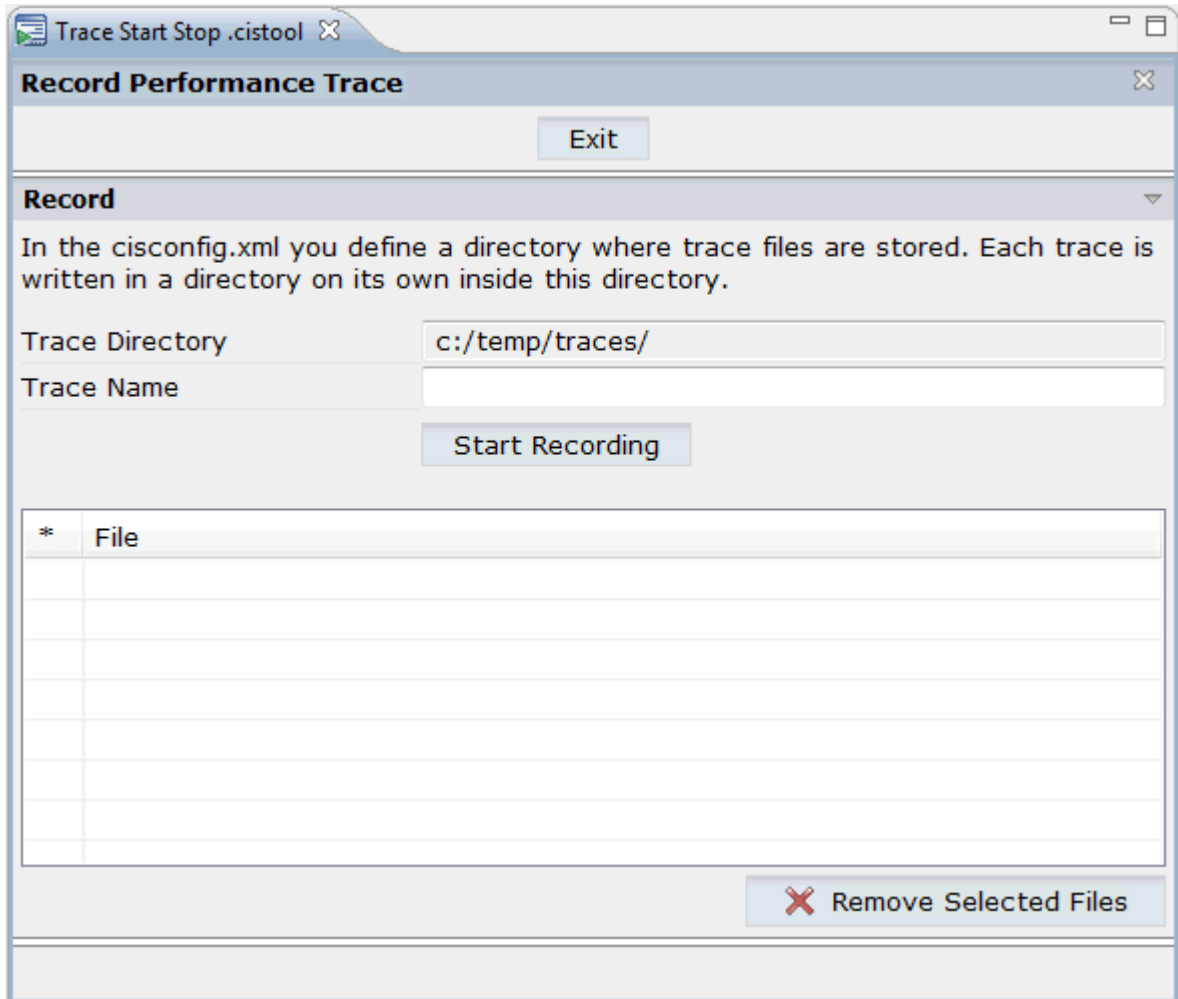 Trace Start Stop .cistool
Record Performance Trace
Exit
Record
In the cisconfig.xml you define a directory where trace files are stored. Each trace is
written in a directory on its own inside this directory.
Trace Directory c:/temp/traces/
Trace Name
Start Recording
* File
Remove Selected Files